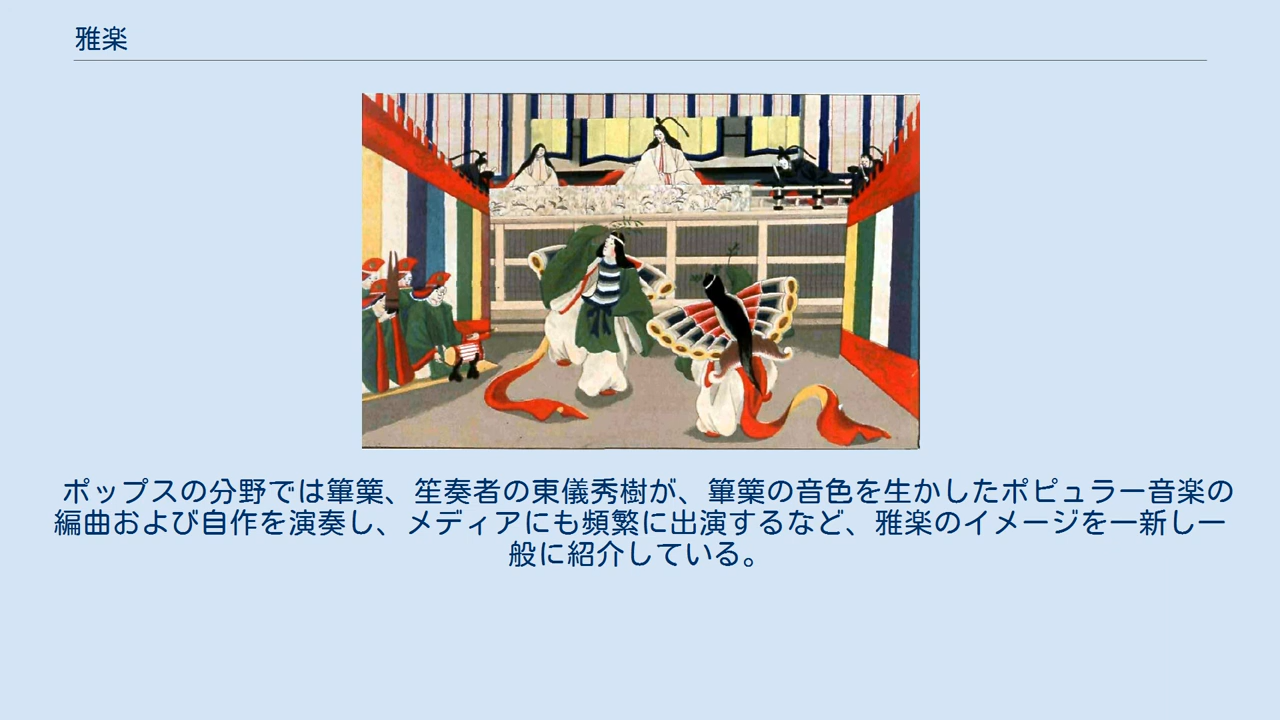 雅楽
ポップスの分野では篳篥、笙奏者の東儀秀樹が、篳篥の音色を生かしたポピュラー音楽の
編曲および自作を演奏し、メディアにも頻繁に出演するなど、雅楽のイメージを一新し一
般に紹介している。